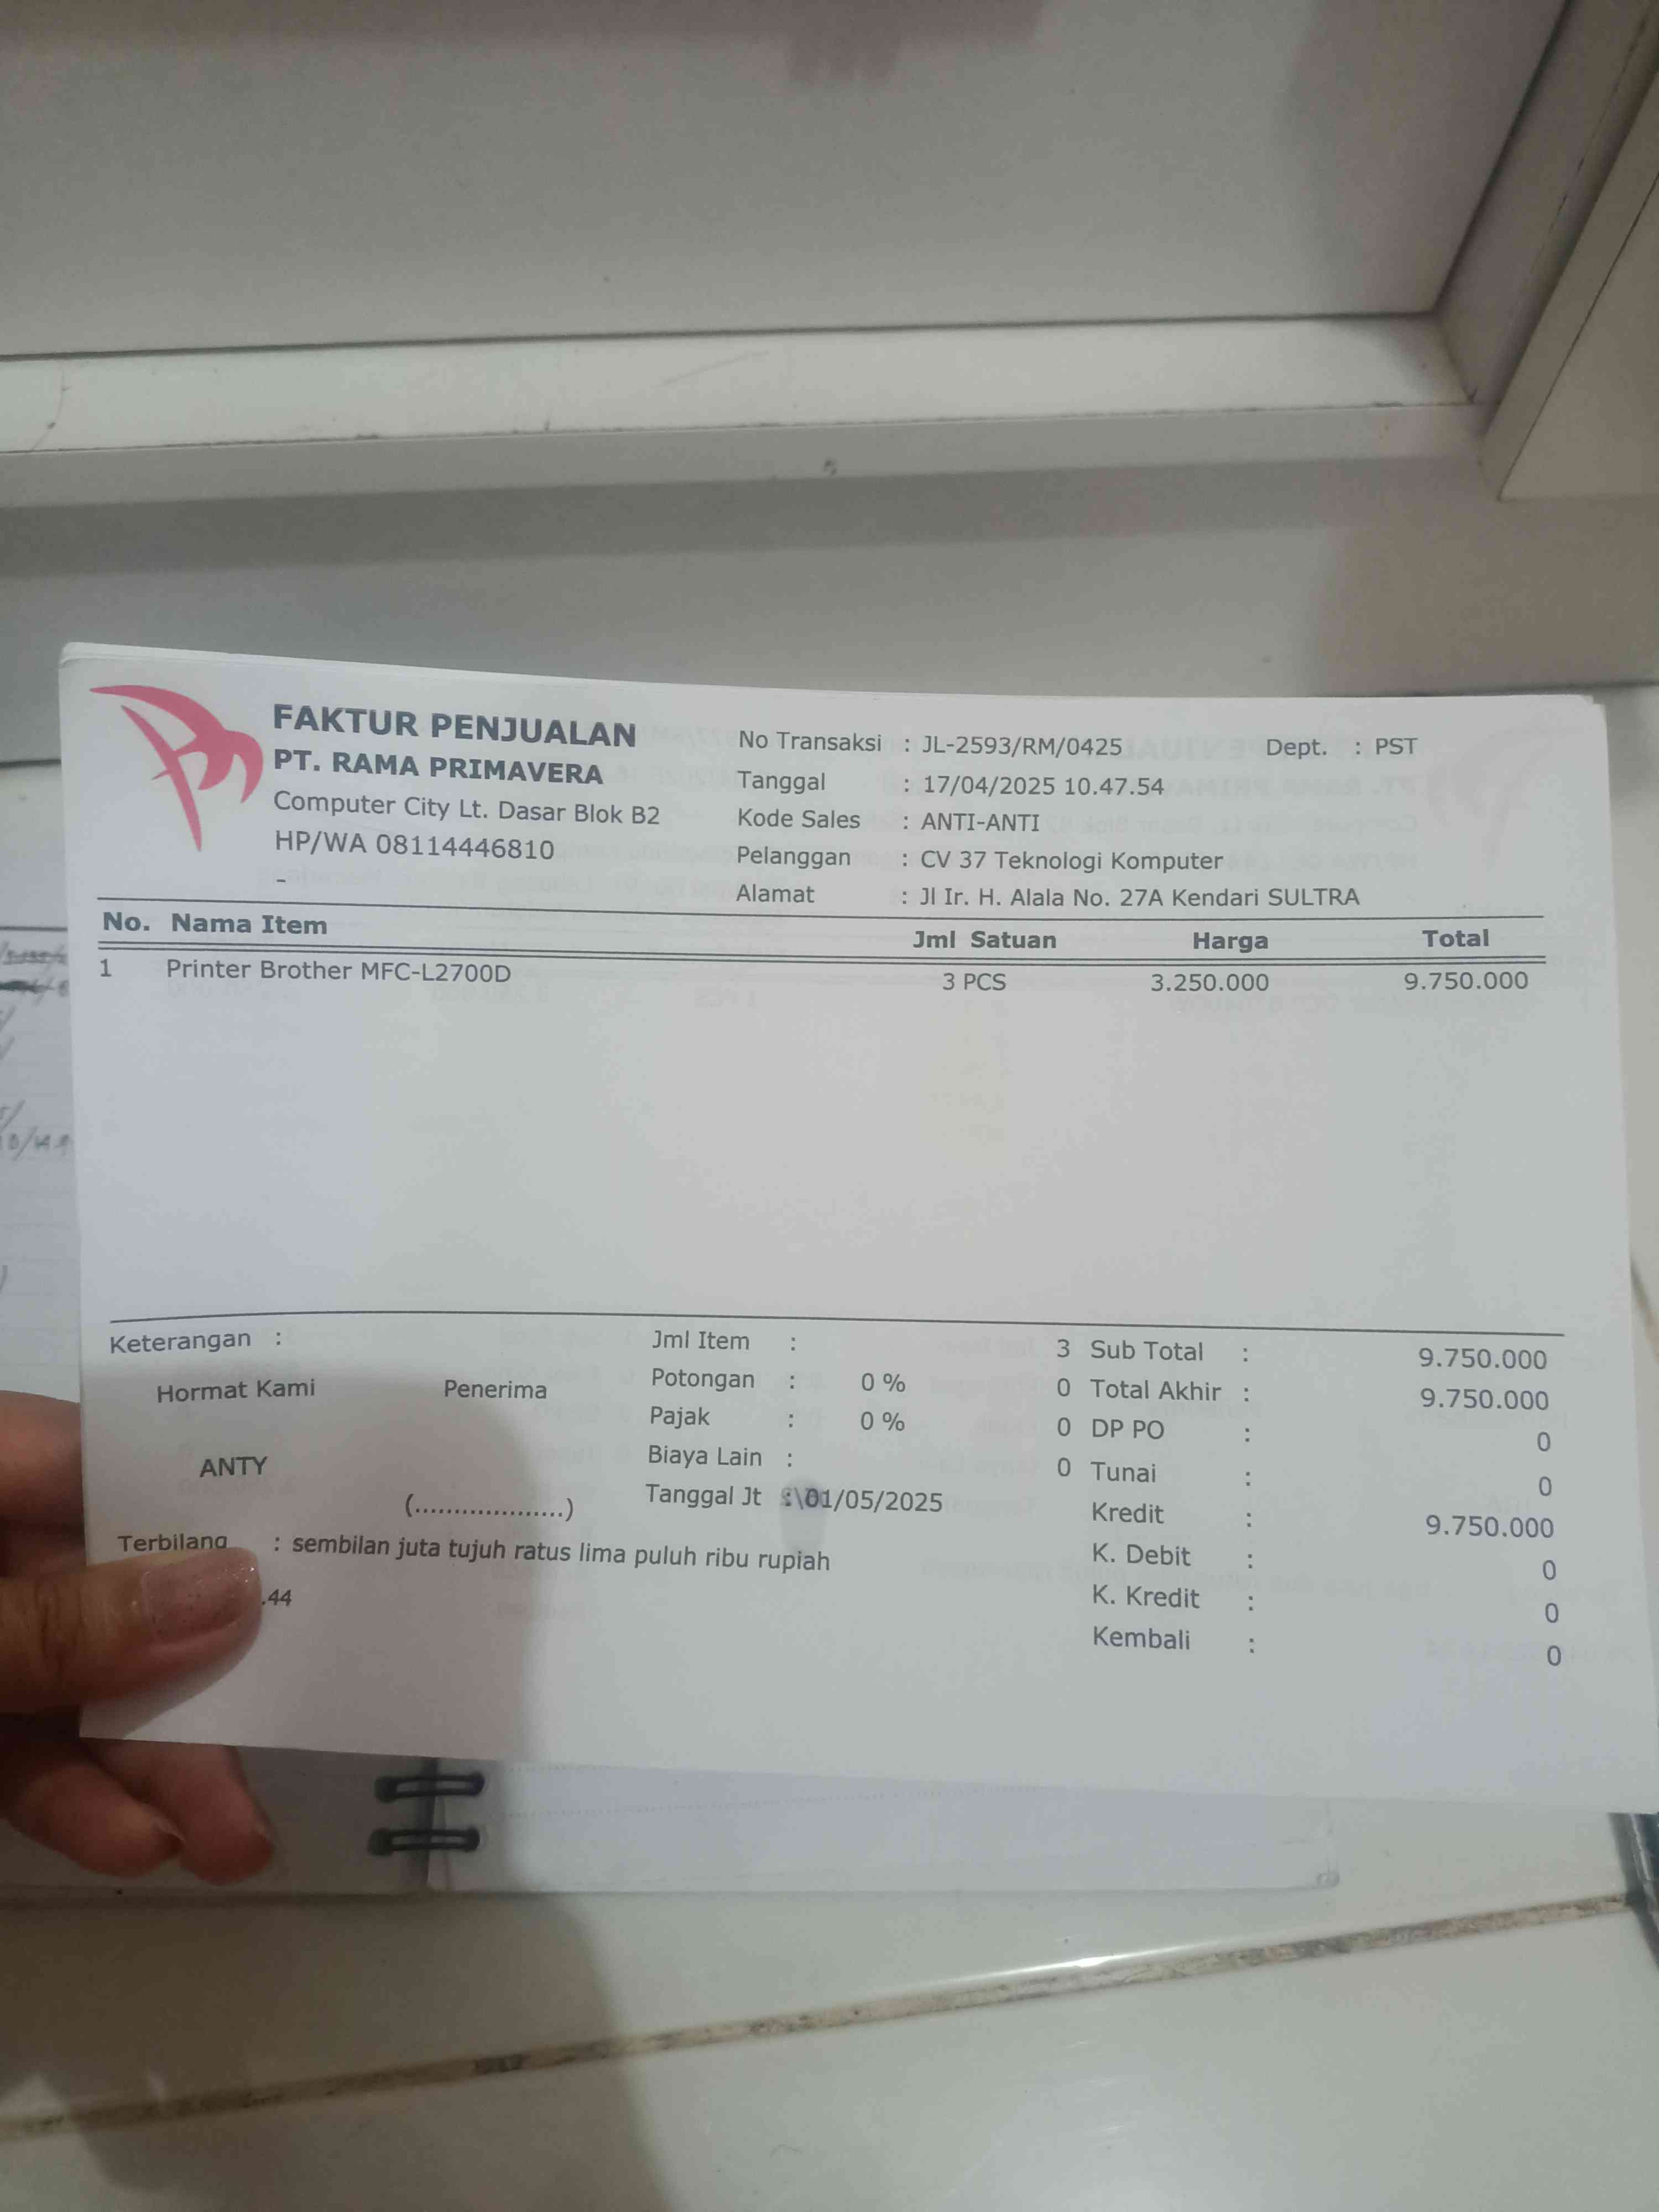 FAKTUR PENJUALAN
PT. RAMA PRIMAVERA
Computer City Lt. Dasar Blok B2
HP/WA 08114446810
-
No Transaksi : JL-2593/RM/0425 Dept. : PST
Tanggal : 17/04/2025 10.47.54
Kode Sales : ANTI-ANTI
Pelanggan : CV 37 Teknologi Komputer
Alamat : Jl Ir. H. Alala No. 27A Kendari SULTRA
No. Nama Item Jml Satuan Harga Total
1 Printer Brother MFC-L2700D 3 PCS 3.250.000 9.750.000
Keterangan :
Hormat Kami Penerima
ANTY
(...................)
Jml Item : 3
Potongan : 0 % 0
Pajak : 0 % 0
Biaya Lain : 0
Tanggal Jt : 01/05/2025
Sub Total : 9.750.000
Total Akhir : 9.750.000
DP PO : 0
Tunai : 0
Kredit : 9.750.000
K. Debit : 0
K. Kredit : 0
Kembali : 0
Terbilang : sembilan juta tujuh ratus lima puluh ribu rupiah
.44